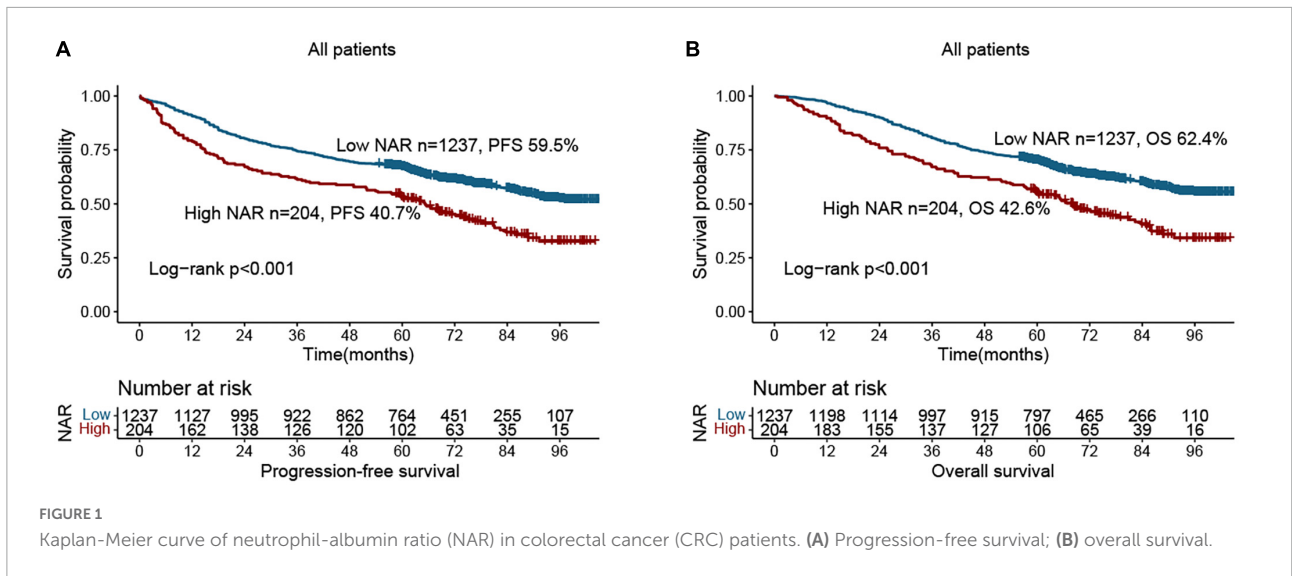 A
All patients
Survival probability
1.00
0.75
0.50
0.25
0.00
Low NAR n=1237, PFS 59.5%
High NAR n=204, PFS 40.7%
Log−rank p<0.001
0 12 24 36 48 60 72 84 96
Time(months)
Number at risk
NAR
Low 1237 1127 995 922 862 764 451 255 107
High 204 162 138 126 120 102 63 35 15
0 12 24 36 48 60 72 84 96
Progression-free survival
B
All patients
Survival probability
1.00
0.75
0.50
0.25
0.00
Low NAR n=1237, OS 62.4%
High NAR n=204, OS 42.6%
Log−rank p<0.001
0 12 24 36 48 60 72 84 96
Time(months)
Number at risk
NAR
Low 1237 1198 1114 997 915 797 465 266 110
High 204 183 155 137 127 106 65 39 16
0 12 24 36 48 60 72 84 96
Overall survival
FIGURE 1
Kaplan-Meier curve of neutrophil-albumin ratio (NAR) in colorectal cancer (CRC) patients. (A) Progression-free survival; (B) overall survival.